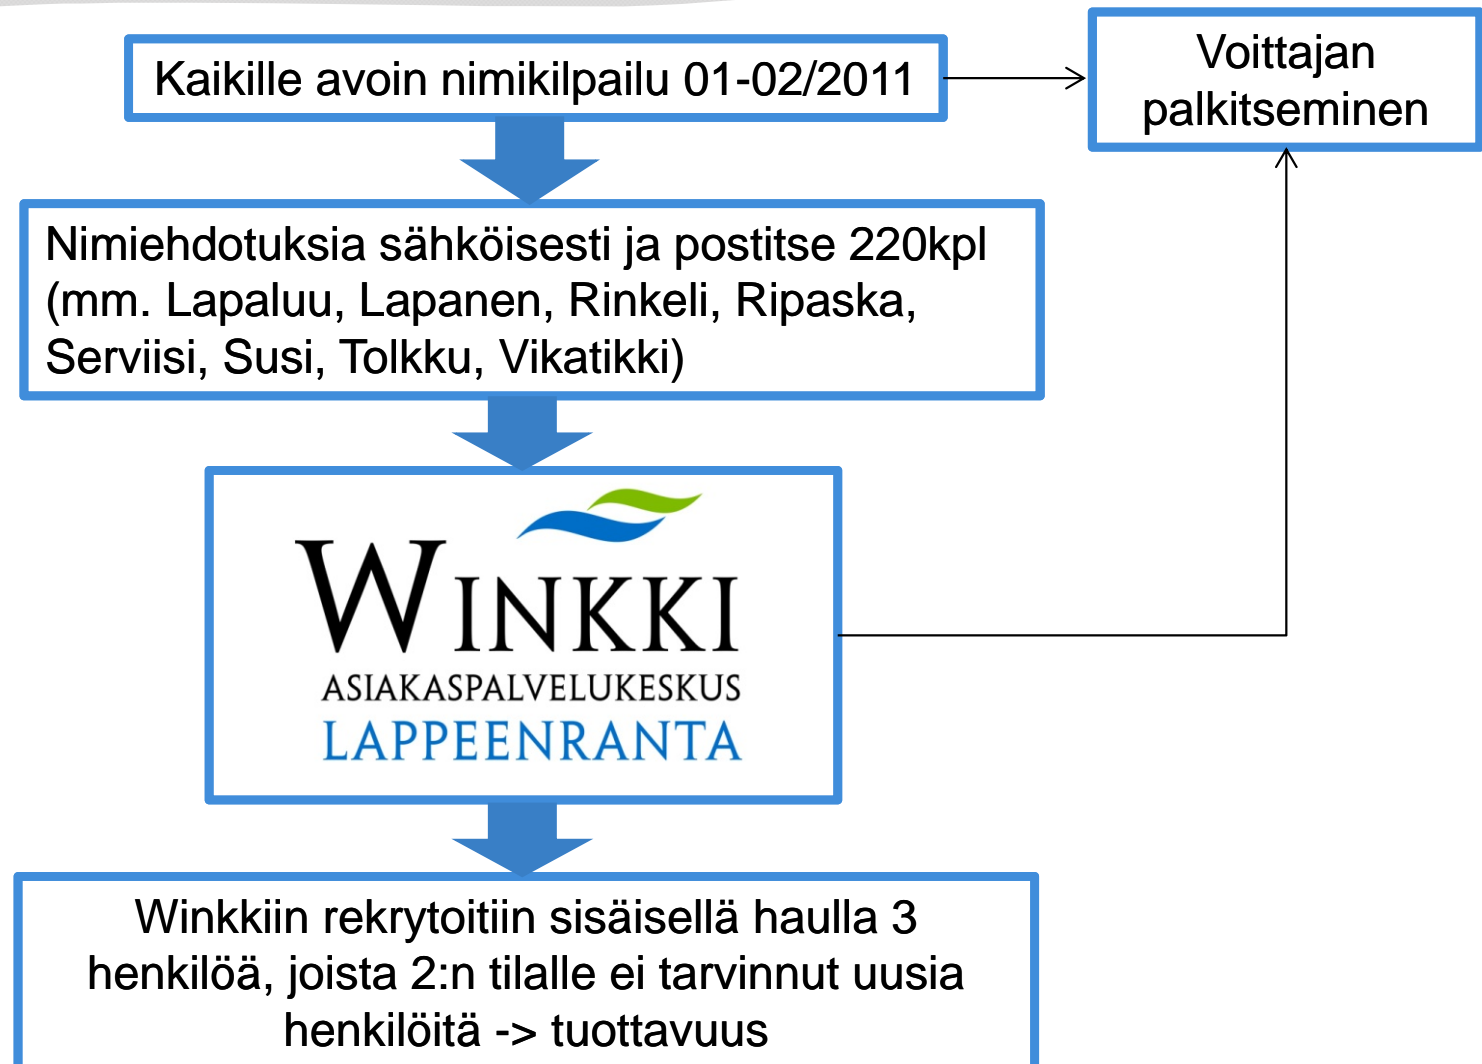 Kaikille avoin nimikilpailu 01-02/2011
Voittajan
palkitseminen
Nimiehdotuksia sähköisesti ja postitse 220kpl
(mm. Lapaluu, Lapanen, Rinkeli, Ripaska,
Serviisi, Susi, Tolkku, Vikatikki)
WINKKI
ASIAKASPALVELUKESKUS
LAPPEENRANTA
Winkkiin rekrytoitiin sisäisellä haulla 3
henkilöä, joista 2:n tilalle ei tarvinnut uusia
henkilöitä -> tuottavuus